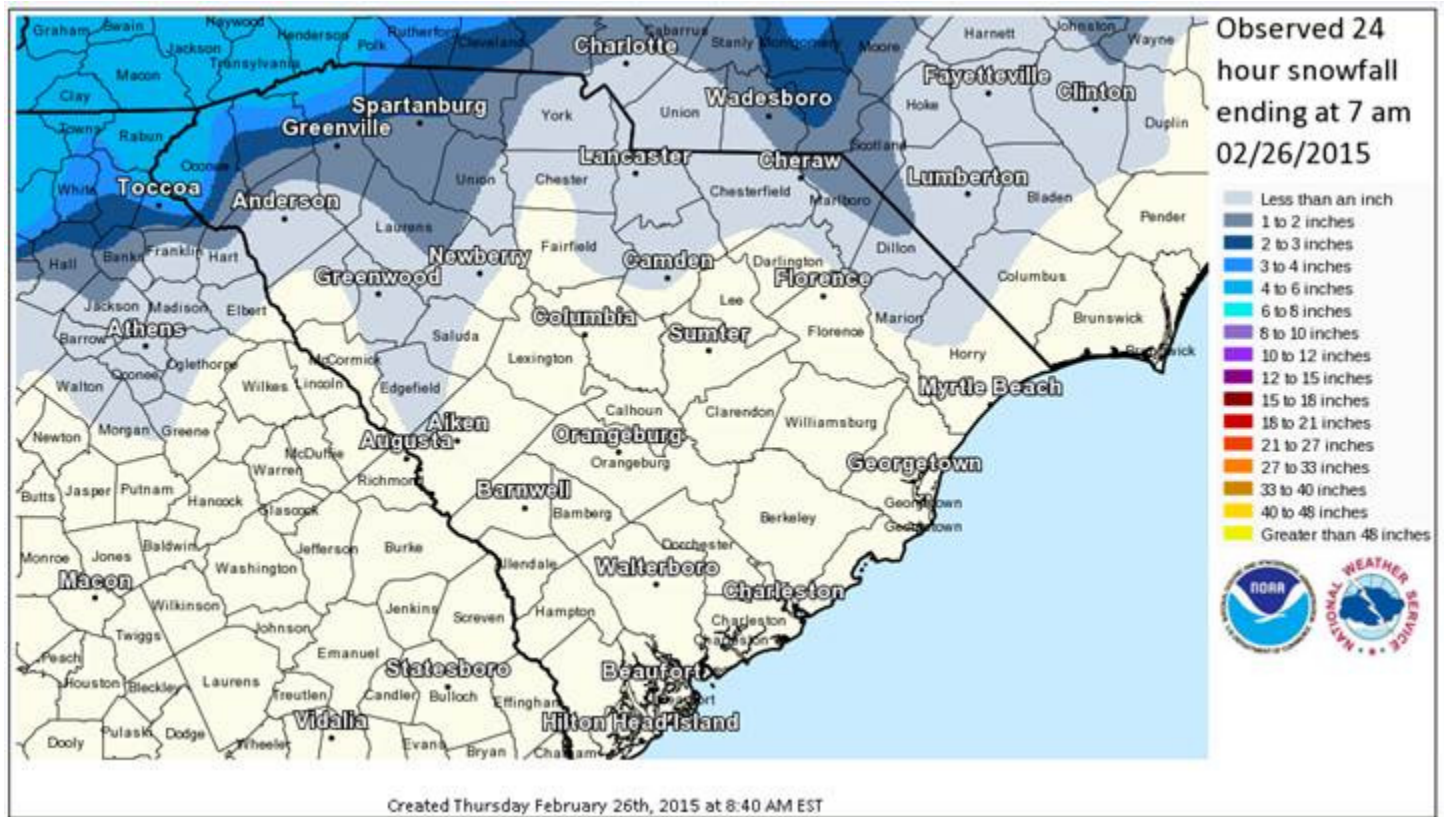 Graham Swain Haywood Henderson Rutherford Cabarrus Johnston
Jackson Polk Cleveland Charlotte Stanly Montgomery Moore Harnett Wayne
Transylvania
Macon Fayetteville
Clay Spartanburg Wadesboro Hoke Clinton
Towns Rabun Greenville York Union Duplin
Oconee Lancaster Cheraw Scotland
White Toccoa Union Chester Lumberton
Anderson Chesterfield Marlboro Bladen
Laurens Pender
Hall Banks Franklin Hart Newberry Fairfield Dillon
Greenwood Camden Darlington Florence Columbus
Jackson Madison Elbert Lee
Athens Saluda Columbia Sumter Florence Marion Brunswick
Barrow Brunswick
Oconee Oglethorpe McCormick Lexington Horry
Walton Wilkes Lincoln Edgefield Myrtle Beach
Morgan Greene Aiken Calhoun Clarendon Williamsburg
Newton Augusta Orangeburg
McDuffie Orangeburg Georgetown
Warren
Butts Jasper Putnam Hancock Richmond Barnwell
Glascock Bamberg Berkeley Georgetown
Georgetown
Monroe Jones Baldwin Jefferson Burke Dorchester
Washington Allendale Walterboro
Macon Charleston
Wilkinson Jenkins Screven Hampton
Twiggs Johnson Charleston
Charleston
Peach Emanuel
Statesboro Beaufort
Houston Bleckley Laurens Treutlen Candler Bulloch Effingham Beaufort
Vidalia Hilton Head Island
Dooly Pulaski Dodge Wheeler Evans Bryan Chatham
Observed 24
hour snowfall
ending at 7 am
02/26/2015
Less than an inch
1 to 2 inches
2 to 3 inches
3 to 4 inches
4 to 6 inches
6 to 8 inches
8 to 10 inches
10 to 12 inches
12 to 15 inches
15 to 18 inches
18 to 21 inches
21 to 27 inches
27 to 33 inches
33 to 40 inches
40 to 48 inches
Greater than 48 inches
NOAA
NATIONAL WEATHER SERVICE
Created Thursday February 26th, 2015 at 8:40 AM EST